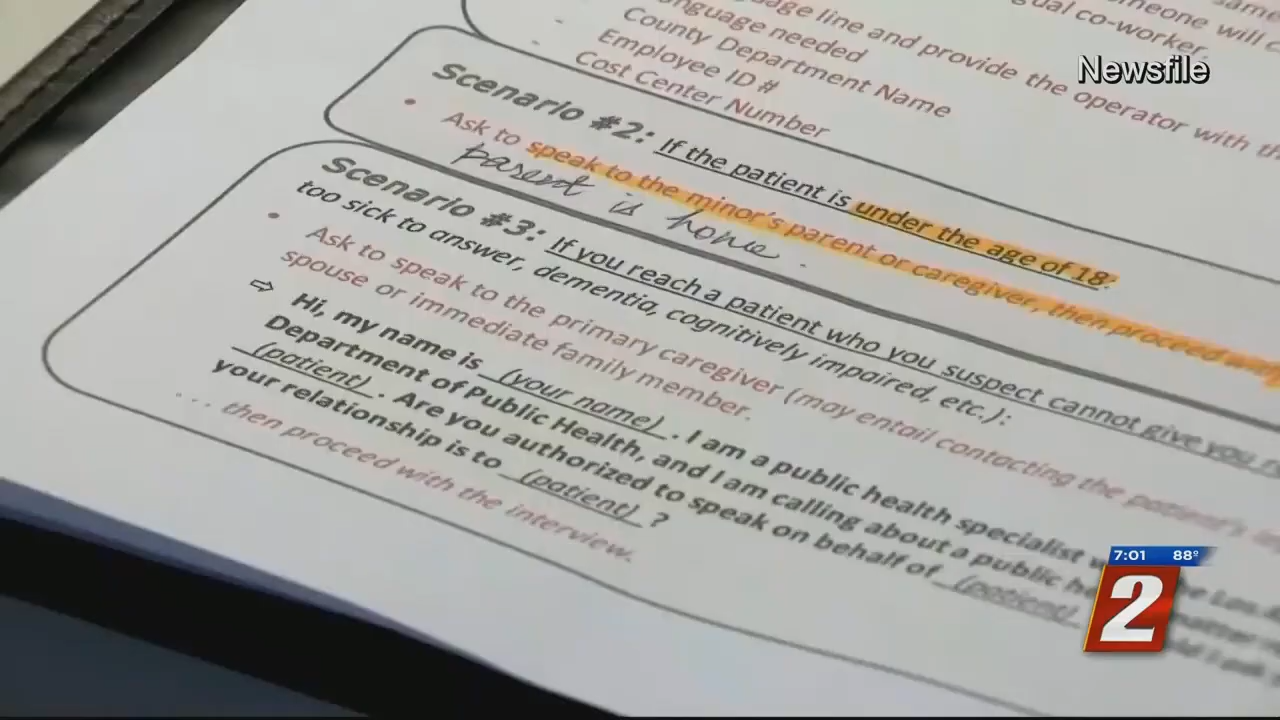 Newsfile
line and provide the operator with
co-worker.
language needed
County Department Name
Employee ID #
Cost Center Number
Scenario #2: If the patient is under the age of 18:
Ask to speak to the minor's parent or caregiver, then proceed
parent is home.
Scenario #3: If you reach a patient who you suspect cannot give you
too sick to answer, dementia, cognitively impaired, etc.):
Ask to speak to the primary caregiver (may entail contacting the patient's
spouse or immediate family member.
Hi, my name is (your name). I am a public health specialist
Department of Public Health, and I am calling about a public
(patient). Are you authorized to speak on behalf of (patient)
your relationship is to (patient)?
... then proceed with the interview.
7:01 88°
2